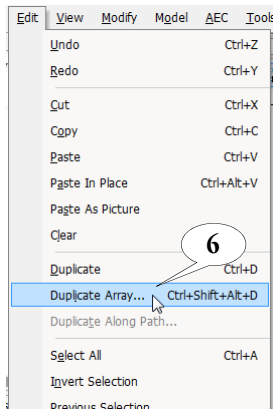 Edit View Modify Model AEC Tools
Undo Ctrl+Z
Redo Ctrl+Y
Cut Ctrl+X
Copy Ctrl+C
Paste Ctrl+V
Paste In Place Ctrl+Alt+V
Paste As Picture
Clear
6
Duplicate Ctrl+D
Duplicate Array... Ctrl+Shift+Alt+D
Duplicate Along Path...
Select All Ctrl+A
Invert Selection
Previous Selection